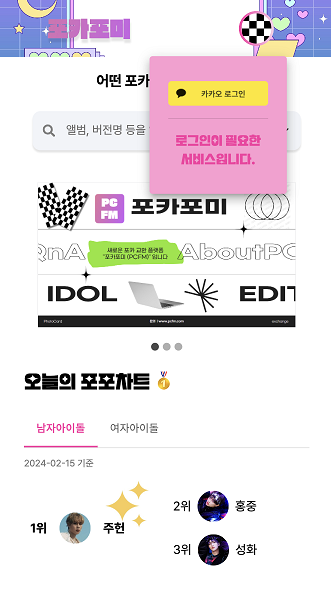 포카포미
어떤 포카
카카오 로그인
앨범, 버전명 등을
로그인이 필요한
서비스입니다.
PC
FM
포카포미
QnA
새로운 포카 교환 플랫폼
"포카포미 (PCFM)" 입니다
AboutPC
IDOL
EDIT
PhotoCard
www.pcfm.com
exchange
오늘의 포포차트
남자아이돌
여자아이돌
2024-02-15 기준
1위
주헌
2위
홍중
3위
성화